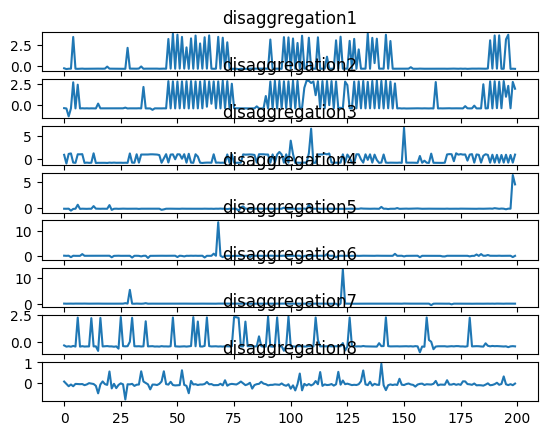 disaggregation1
2.5
0.0
disaggregation2
2.5
0.0
disaggregation3
5
0
disaggregation4
5
0
disaggregation5
10
0
disaggregation6
10
0
disaggregation7
2.5
0.0
disaggregation8
1
0
0 25 50 75 100 125 150 175 200